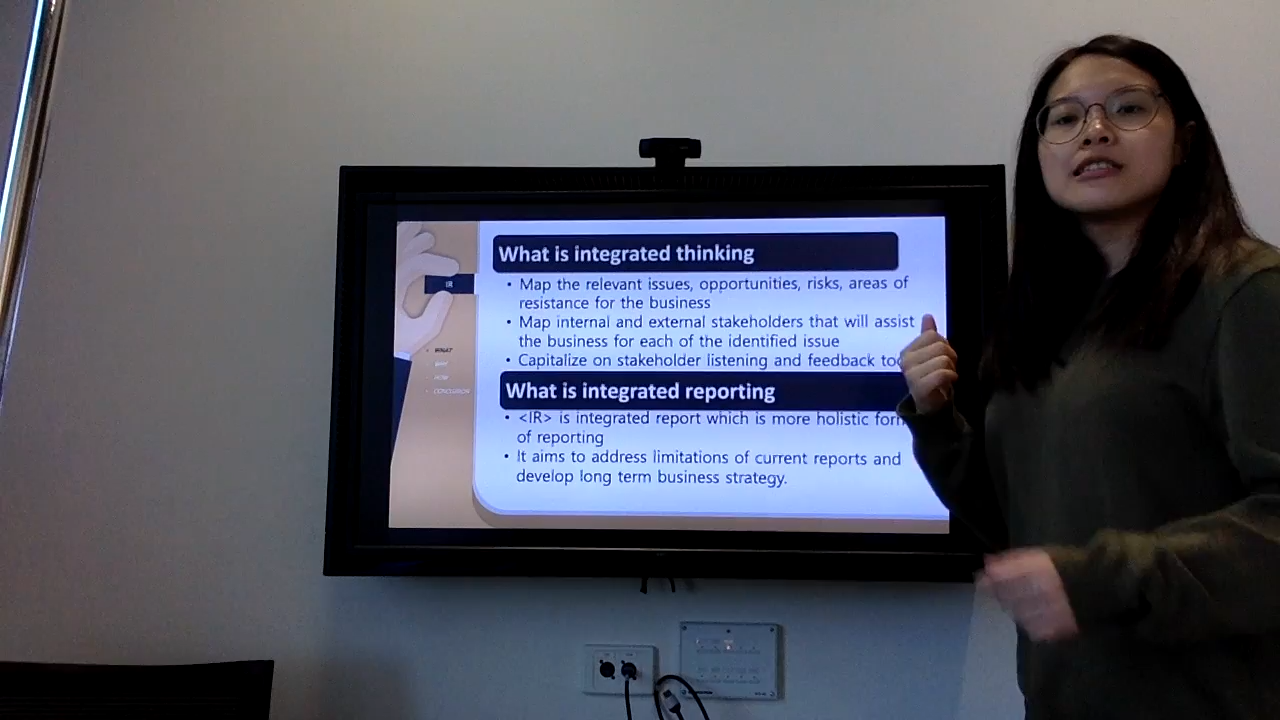 What is integrated thinking
• Map the relevant issues, opportunities, risks, areas of
resistance for the business
IR
• Map internal and external stakeholders that will assist
the business for each of the identified issue
• WHAT
• Capitalize on stakeholder listening and feedback
What is integrated reporting
• CONCLUSION
• <IR> is integrated report which is more holistic
of reporting
• It aims to address limitations of current reports and
develop long term business strategy.